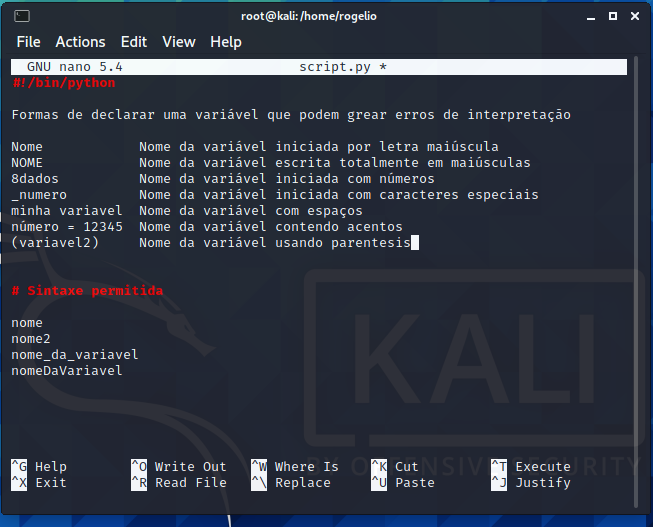 root@kali:/home/rogelio
File Actions Edit View Help
GNU nano 5.4 script.py *
#!/bin/python
Formas de declarar uma variável que podem grear erros de interpretação
Nome Nome da variável iniciada por letra maiúscula
NOME Nome da variável escrita totalmente em maiúsculas
8dados Nome da variável iniciada com números
_numero Nome da variável iniciada com caracteres especiais
minha variavel Nome da variável com espaços
número = 12345 Nome da variável contendo acentos
(variavel2) Nome da variável usando parentesis
# Sintaxe permitida
nome
nome2
nome_da_variavel
nomeDaVariavel
KALI
BY OFFENSIVE SECURITY
^G Help ^O Write Out ^W Where Is ^K Cut ^T Execute
^X Exit ^R Read File ^\ Replace ^U Paste ^J Justify